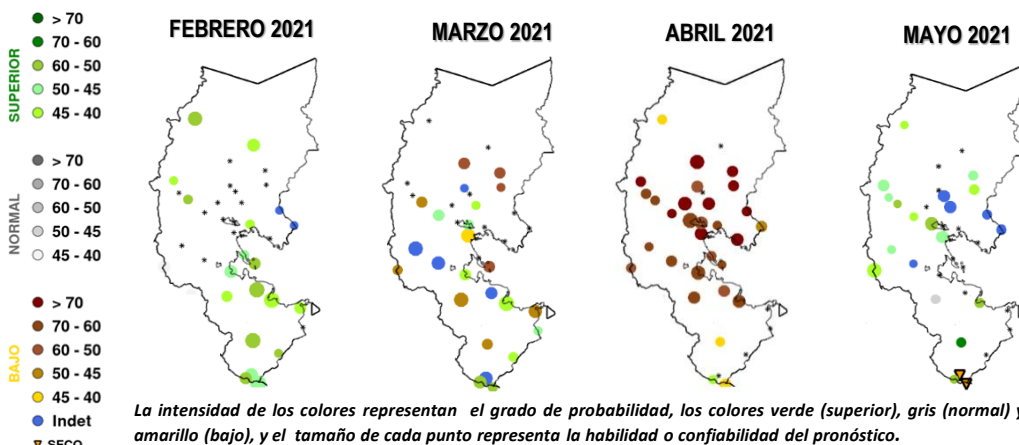 FEBRERO 2021
MARZO 2021
ABRIL 2021
MAYO 2021
SUPERIOR
> 70
70 - 60
60 - 50
50 - 45
45 - 40
NORMAL
> 70
70 - 60
60 - 50
50 - 45
45 - 40
BAJO
> 70
70 - 60
60 - 50
50 - 45
45 - 40
Indet
SECO
La intensidad de los colores representan el grado de probabilidad, los colores verde (superior), gris (normal) y
amarillo (bajo), y el tamaño de cada punto representa la habilidad o confiabilidad del pronóstico.